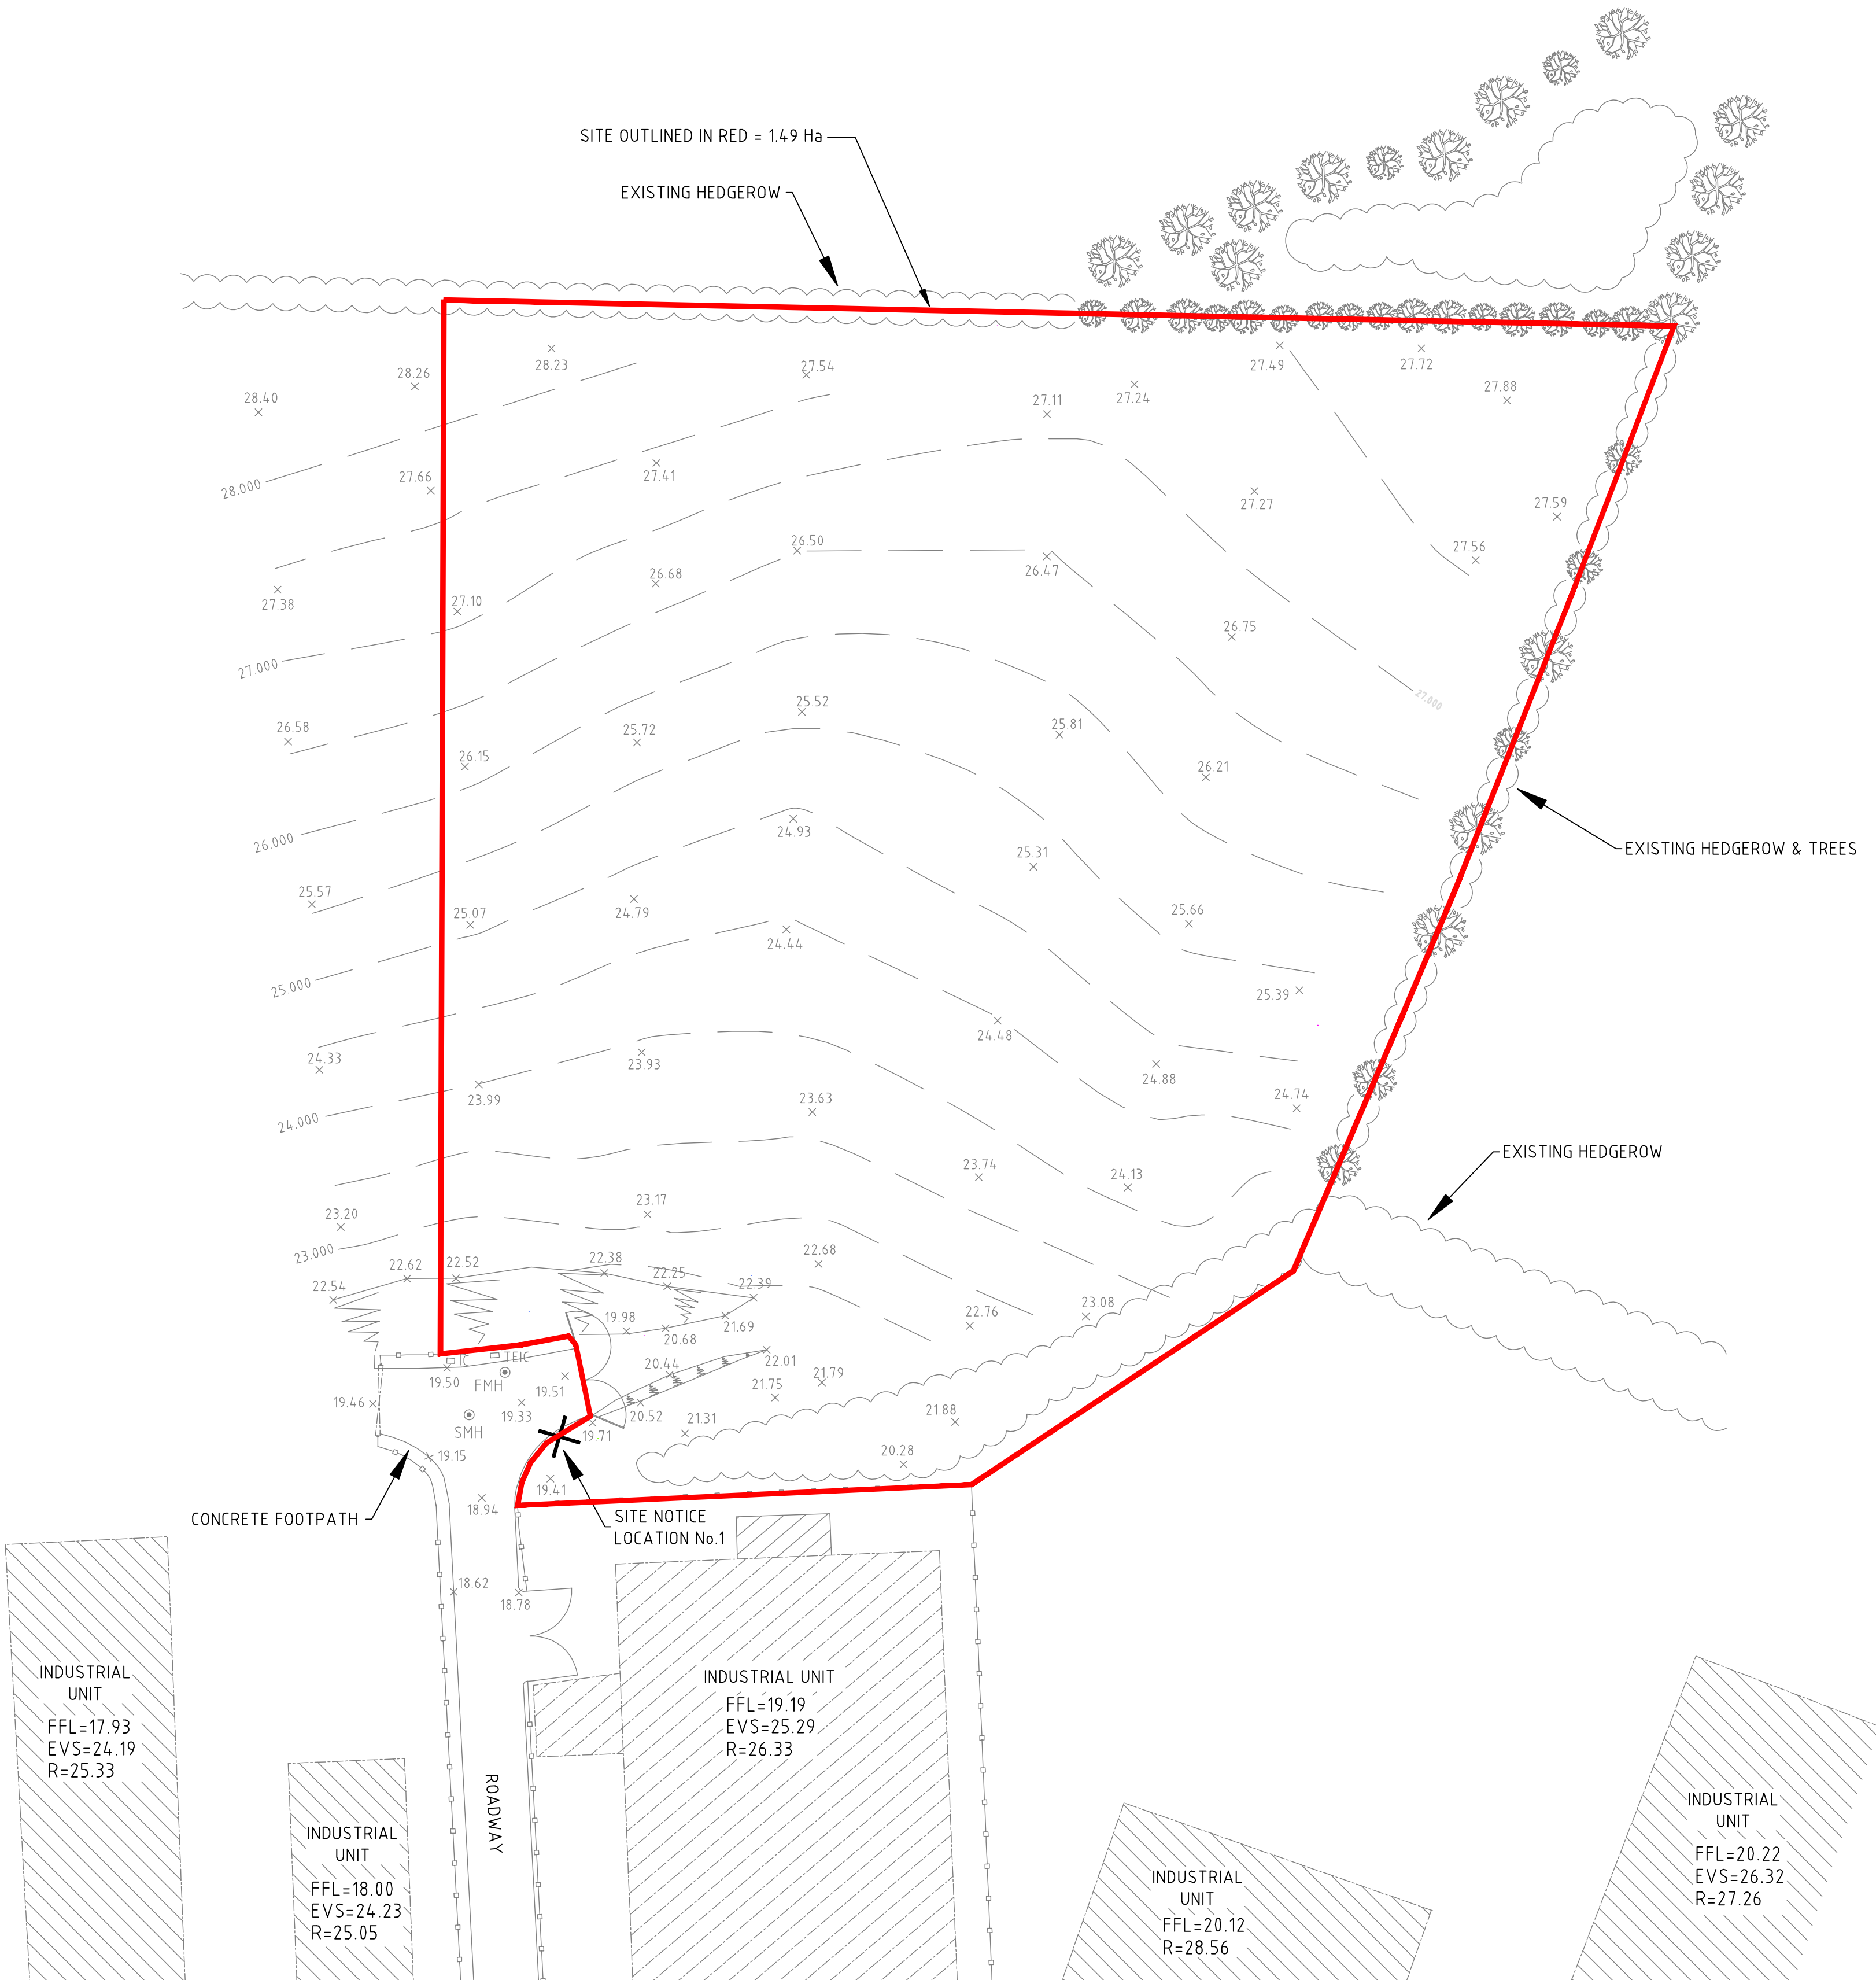 SITE OUTLINED IN RED = 1.49 Ha
EXISTING HEDGEROW
28.40
28.26
28.23
27.54
27.11
27.24
27.49
27.72
27.88
28.000
27.66
27.41
27.27
27.59
27.56
26.50
26.47
27.38
27.10
26.68
26.75
27.000
27.000
26.58
26.15
25.72
25.52
25.81
26.21
26.000
24.93
25.31
EXISTING HEDGEROW & TREES
25.57
25.07
24.79
24.44
25.66
25.000
25.39
24.33
23.99
23.93
24.48
24.88
24.74
24.000
23.63
23.74
24.13
EXISTING HEDGEROW
23.20
23.17
23.000
22.54
22.62
22.52
22.38
22.25
22.39
22.68
22.76
23.08
19.98
20.68
21.69
IC
TEIC
19.50
FMH
19.51
20.44
22.01
21.79
21.75
19.46
19.33
20.52
21.31
21.88
SMH
19.71
19.15
20.28
19.41
18.94
CONCRETE FOOTPATH
SITE NOTICE
LOCATION No.1
18.62
18.78
INDUSTRIAL
UNIT
FFL=17.93
EVS=24.19
R=25.33
INDUSTRIAL
UNIT
FFL=18.00
EVS=24.23
R=25.05
ROADWAY
INDUSTRIAL UNIT
FFL=19.19
EVS=25.29
R=26.33
INDUSTRIAL
UNIT
FFL=20.12
R=28.56
INDUSTRIAL
UNIT
FFL=20.22
EVS=26.32
R=27.26